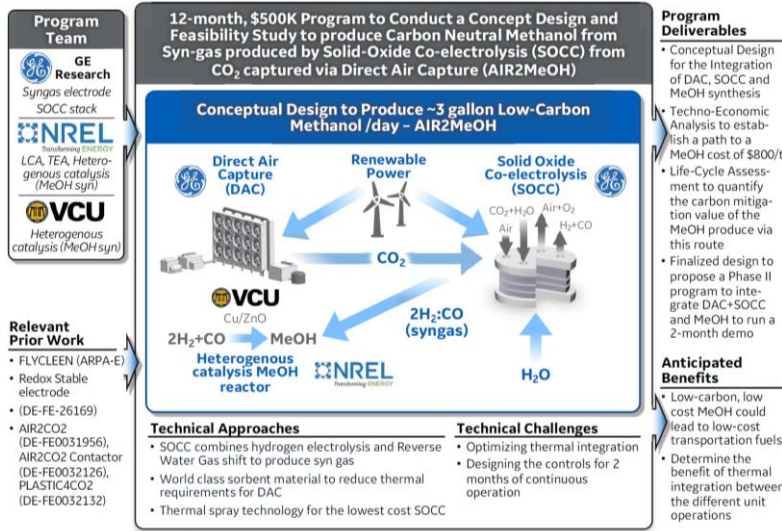 Program
Team
GE
Research
Syngas electrode
SOCC stack
NREL
Transforming ENERGY
LCA, TEA, Hetero-
genous catalysis
(MeOH syn)
VCU
Heterogenous
catalysis (MeOH syn)
Relevant
Prior Work
• FLYCLEEN (ARPA-E)
• Redox Stable
electrode
• (DE-FE-26169)
• AIR2CO2
(DE-FE0031956),
AIR2CO2 Contactor
(DE-FE0032126),
PLASTIC4CO2
(DE-FE0032132)
12-month, $500K Program to Conduct a Concept Design and
Feasibility Study to produce Carbon Neutral Methanol from
Syn-gas produced by Solid-Oxide Co-electrolysis (SOCC) from
CO₂ captured via Direct Air Capture (AIR2MeOH)
Conceptual Design to Produce ~3 gallon Low-Carbon
Methanol /day – AIR2MeOH
Direct Air
Capture
(DAC)
Renewable
Power
Solid Oxide
Co-electrolysis
(SOCC)
CO₂+H₂O
Air+O₂
Air
H₂+CO
CO₂
VCU
Cu/ZnO
2H₂+CO
MeOH
2H₂:CO
(syngas)
Heterogenous
catalysis MeOH
reactor
NREL
Transforming ENERGY
H₂O
Technical Approaches
• SOCC combines hydrogen electrolysis and Reverse
Water Gas shift to produce syn gas
• World class sorbent material to reduce thermal
requirements for DAC
• Thermal spray technology for the lowest cost SOCC
Technical Challenges
• Optimizing thermal integration
• Designing the controls for 2
months of continuous
operation
Program
Deliverables
• Conceptual Design
for the Integration
of DAC, SOCC and
MeOH synthesis
• Techno-Economic
Analysis to estab-
lish a path to a
MeOH cost of $800/t
• Life-Cycle Assess-
ment to quantify
the carbon mitiga-
tion value of the
MeOH produce via
this route
• Finalized design to
propose a Phase II
program to inte-
grate DAC+SOCC
and MeOH to run a
2-month demo
Anticipated
Benefits
• Low-carbon, low
cost MeOH could
lead to low-cost
transportation fuels
• Determine the
benefit of thermal
integration between
the different unit
operations